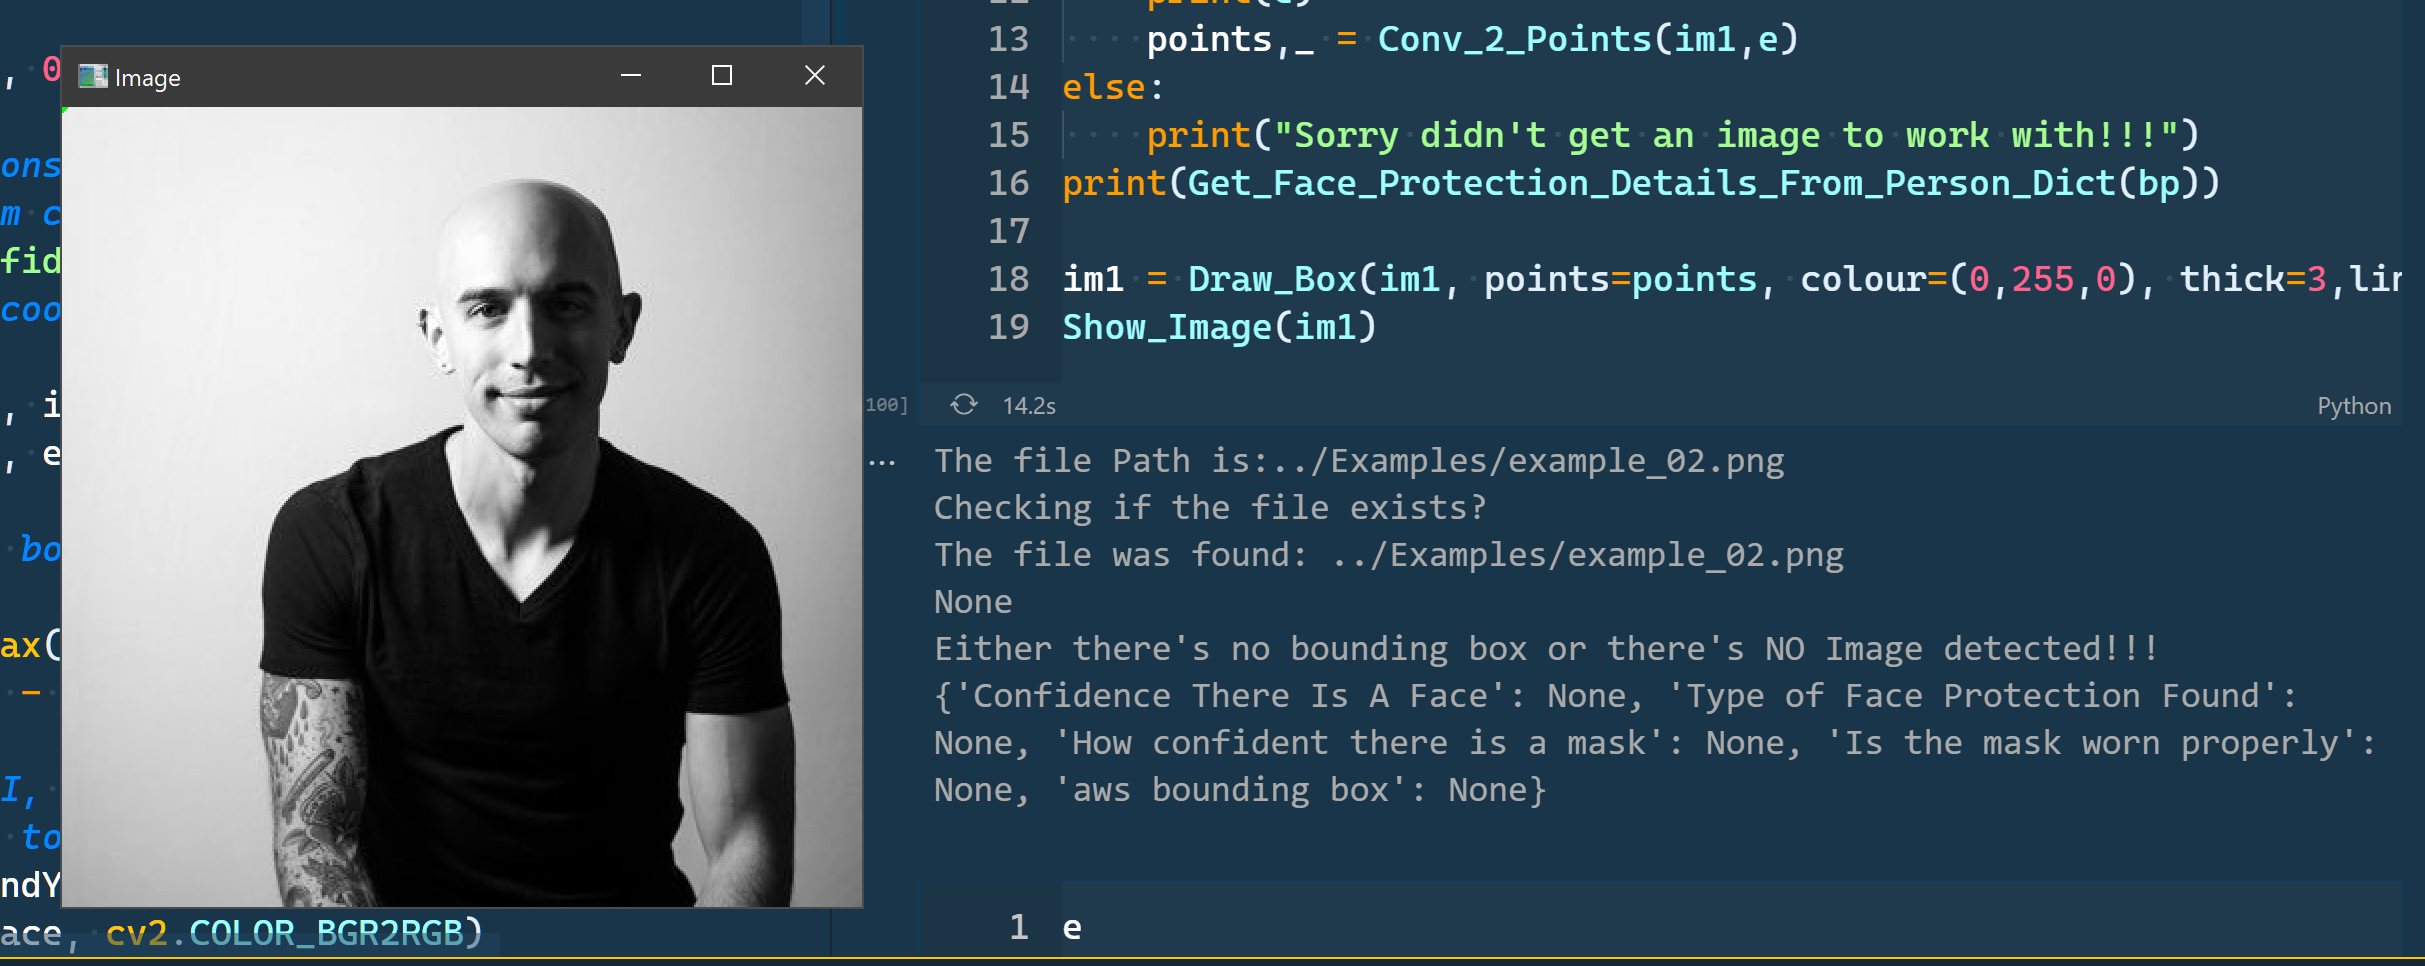 , 0
ons
m c
fid
coo
, i
, e
bo
ax(
-
I,
to
ndY
ace, cv2.COLOR_BGR2RGB)
Image
13 points,_ = Conv_2_Points(im1,e)
14 else:
15 print("Sorry didn't get an image to work with!!!")
16 print(Get_Face_Protection_Details_From_Person_Dict(bp))
17
18 im1 = Draw_Box(im1, points=points, colour=(0,255,0), thick=3,lin
19 Show_Image(im1)
100] 14.2s Python
... The file Path is:../Examples/example_02.png
Checking if the file exists?
The file was found: ../Examples/example_02.png
None
Either there's no bounding box or there's NO Image detected!!!
{'Confidence There Is A Face': None, 'Type of Face Protection Found':
None, 'How confident there is a mask': None, 'Is the mask worn properly':
None, 'aws bounding box': None}
1 e